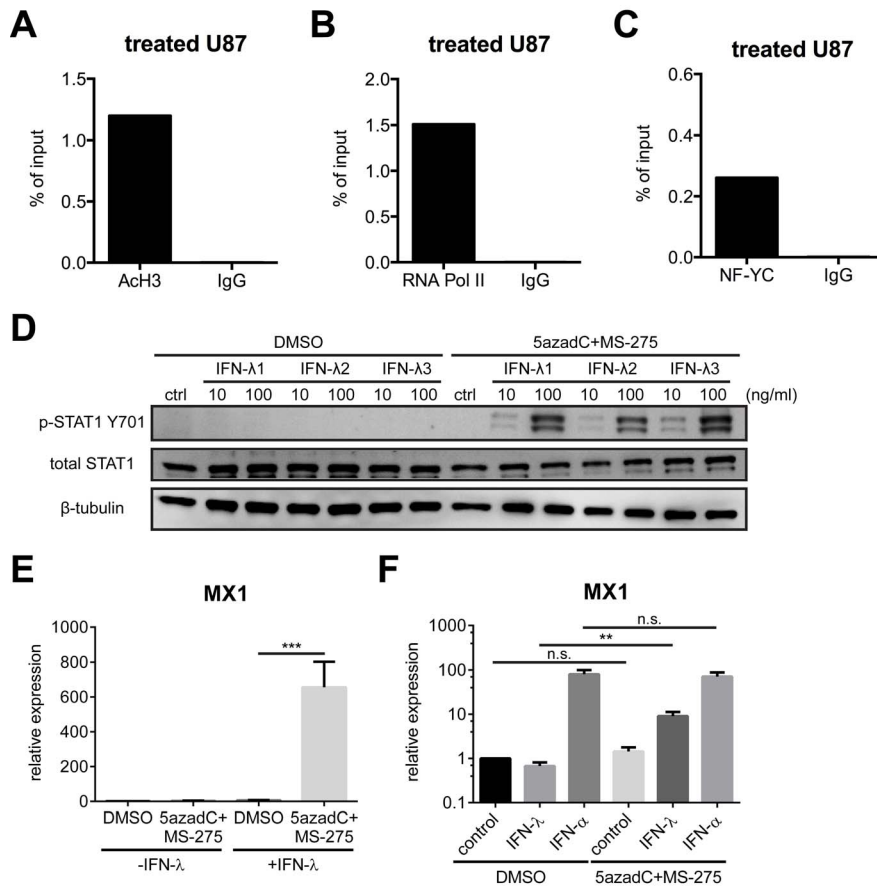 A
treated U87
% of input
1.5
1.0
0.5
0.0
AcH3 IgG
B
treated U87
% of input
2.0
1.5
1.0
0.5
0.0
RNA Pol II IgG
C
treated U87
% of input
0.6
0.4
0.2
0.0
NF-YC IgG
D
DMSO 5azadC+MS-275
IFN-λ1 IFN-λ2 IFN-λ3 IFN-λ1 IFN-λ2 IFN-λ3
ctrl 10 100 10 100 10 100 ctrl 10 100 10 100 10 100 (ng/ml)
p-STAT1 Y701
total STAT1
β-tubulin
E
MX1
relative expression
1000
800
600
400
200
0
***
DMSO 5azadC+ DMSO 5azadC+
MS-275 MS-275
-IFN-λ +IFN-λ
F
MX1
relative expression
1000
100
10
1
0.1
n.s.
**
n.s.
control IFN-λ IFN-α control IFN-λ IFN-α
DMSO 5azadC+MS-275